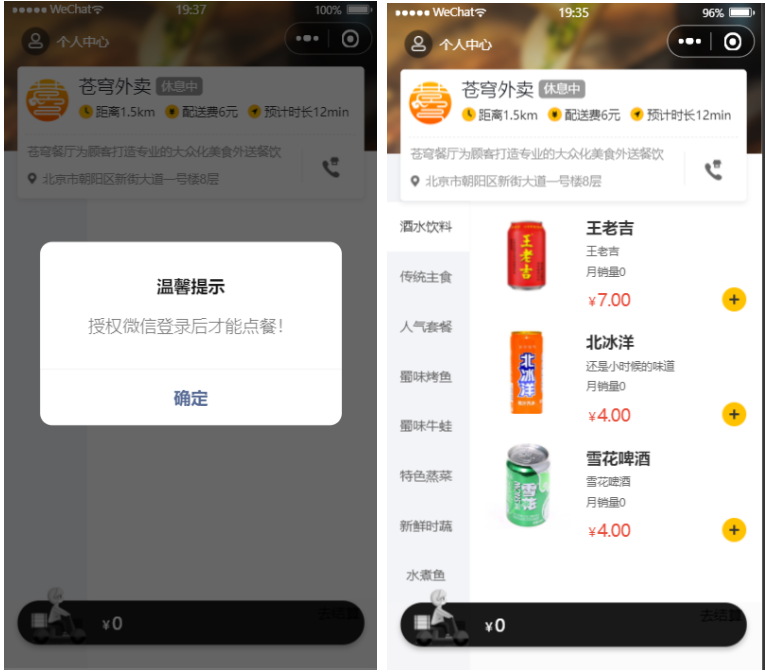 WeChat
19:37
100%
个人中心
苍穹外卖
休息中
距离1.5km
配送费6元
预计时长12min
苍穹餐厅为顾客打造专业的大众化美食外送餐饮
北京市朝阳区新街大道一号楼8层
温馨提示
授权微信登录后才能点餐!
确定
¥0
去结算
WeChat
19:35
96%
个人中心
苍穹外卖
休息中
距离1.5km
配送费6元
预计时长12min
苍穹餐厅为顾客打造专业的大众化美食外送餐饮
北京市朝阳区新街大道一号楼8层
酒水饮料
传统主食
人气套餐
蜀味烤鱼
蜀味牛蛙
特色蒸菜
新鲜时蔬
水煮鱼
王老吉
王老吉
王老吉
月销量0
¥7.00
北冰洋
北冰洋
还是小时候的味道
月销量0
¥4.00
雪花
雪花啤酒
雪花啤酒
月销量0
¥4.00
¥0
去结算